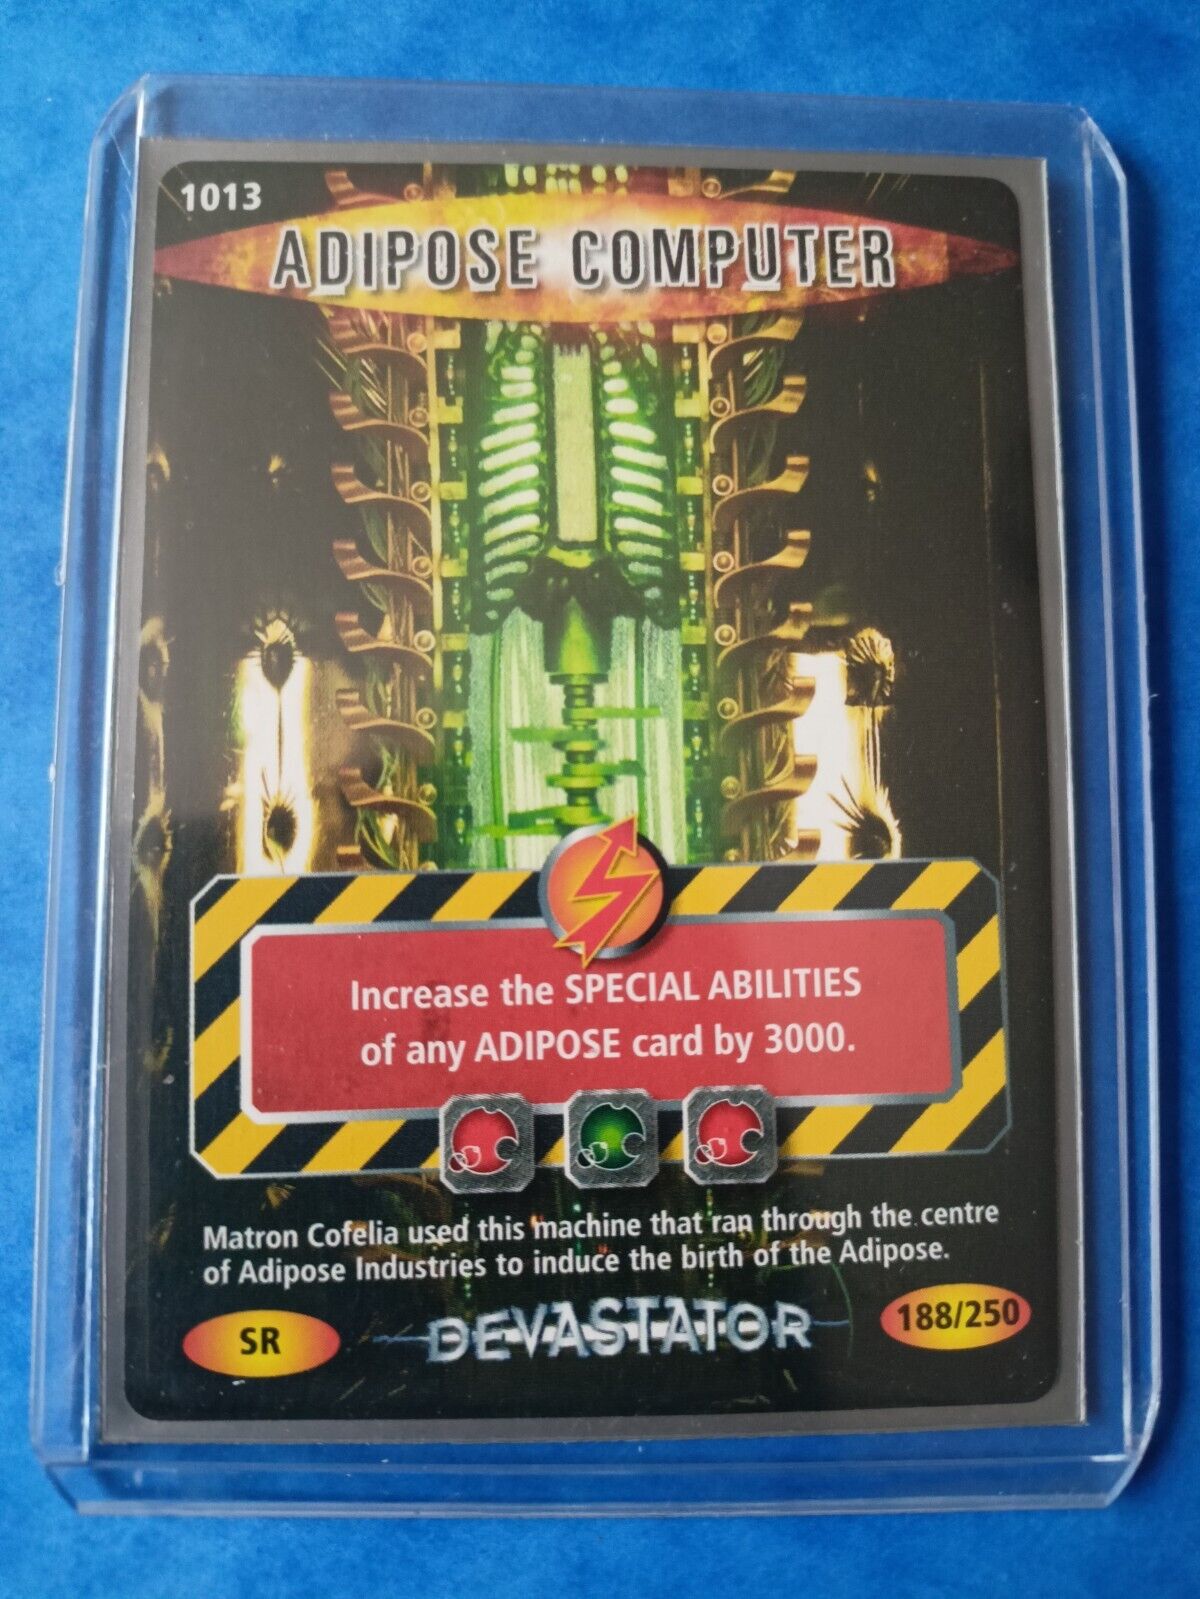 1013
ADIPOSE COMPUTER
Increase the SPECIAL ABILITIES
of any ADIPOSE card by 3000.
Matron Cofelia used this machine that ran through the centre
of Adipose Industries to induce the birth of the Adipose.
SR
DEVASTATOR
188/250